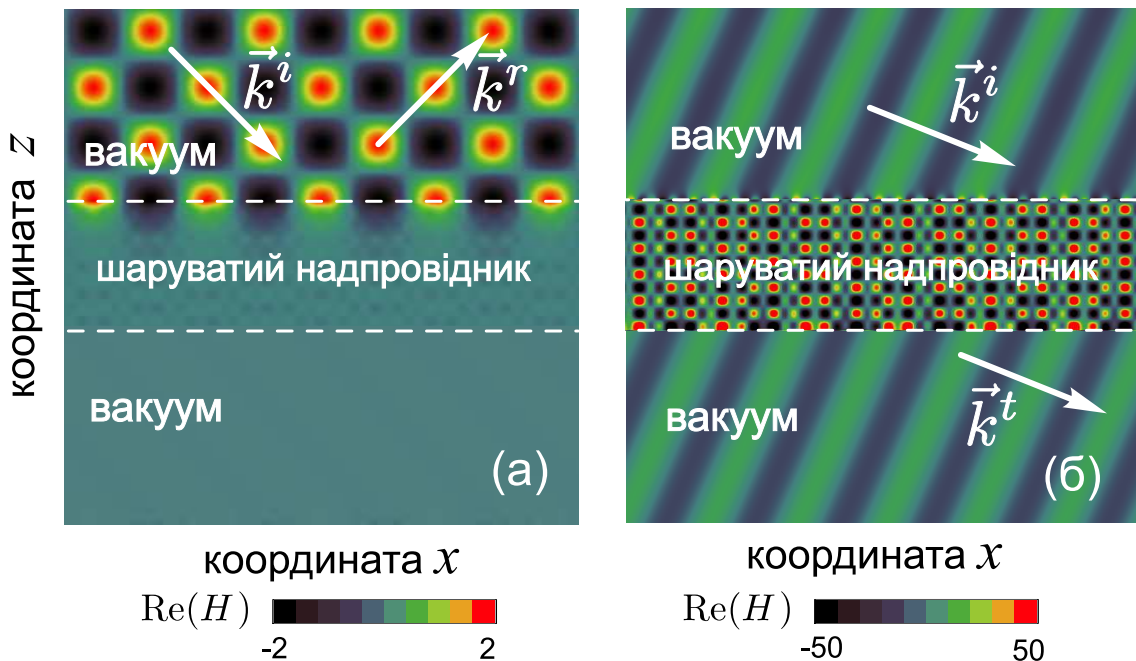 координата z
k⃗ⁱ
k⃗ʳ
вакуум
шаруватий надпровідник
вакуум
(а)
координата x
Re(H)
-2
2
k⃗ⁱ
вакуум
шаруватий надпровідник
k⃗ᵗ
вакуум
(б)
координата x
Re(H)
-50
50